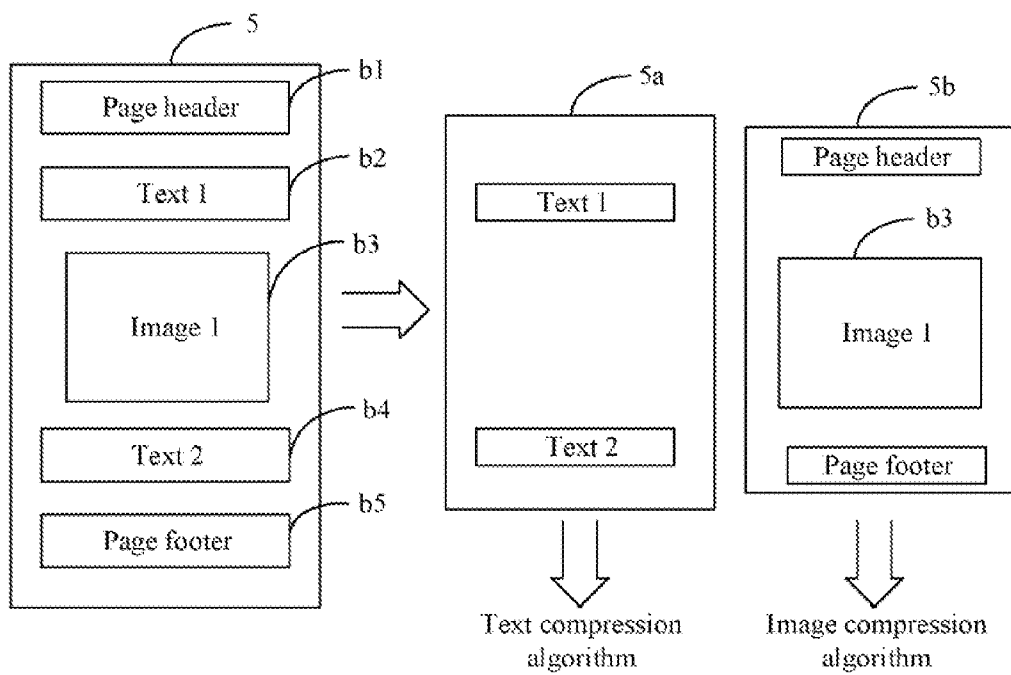 5
b1
Page header
b2
Text 1
b3
Image 1
b4
Text 2
b5
Page footer
5a
Text 1
Text 2
Text compression
algorithm
5b
Page header
b3
Image 1
Page footer
Image compression
algorithm